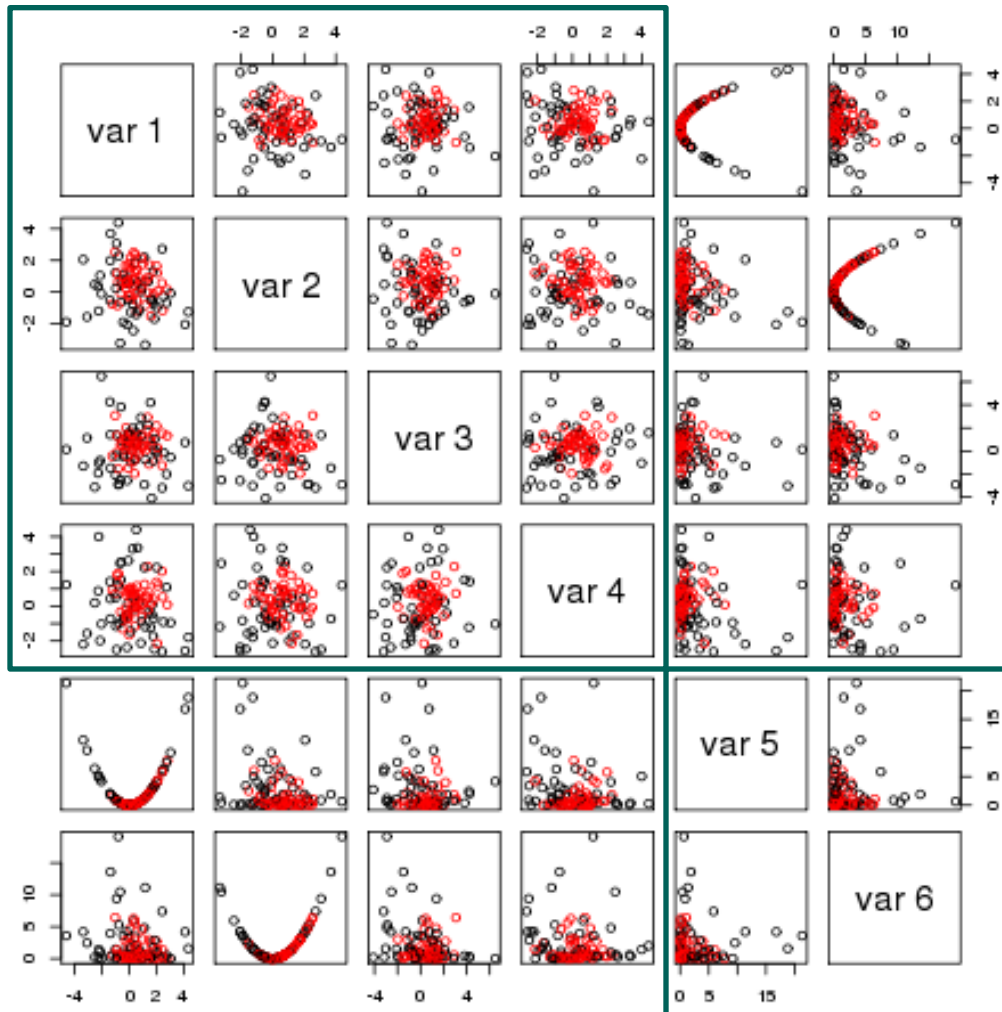 -2 0 2 4 -2 0 2 4 0 5 10
var 1
-4 0 2 4
-2 0 2 4
var 2
var 3
-4 0 4
-2 0 2 4
var 4
var 5
0 5 15
0 5 10
var 6
-4 0 2 4 -4 0 4 0 5 15